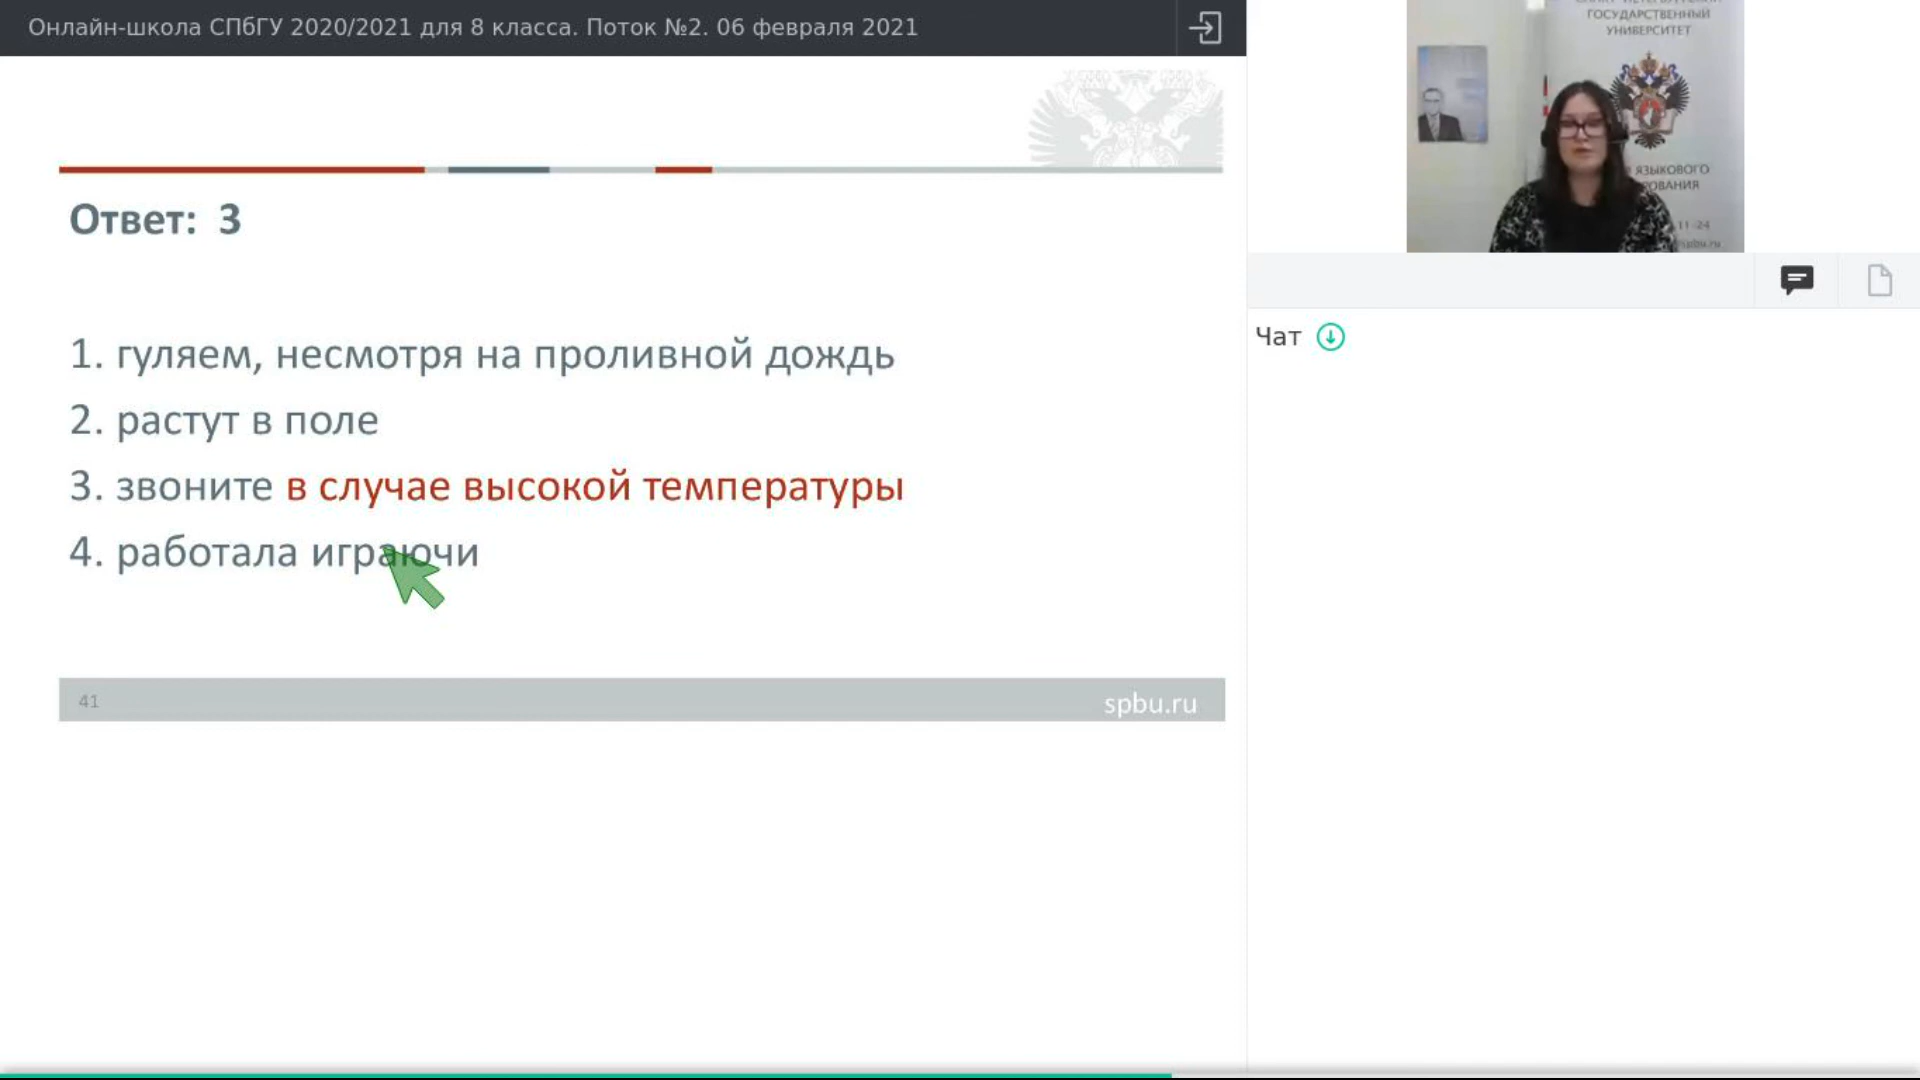 Онлайн-школа СПбГУ 2020/2021 для 8 класса. Поток №2. 06 февраля 2021
Ответ: 3
1. гуляем, несмотря на проливной дождь
2. растут в поле
3. звоните в случае высокой температуры
4. работала играючи
41
spbu.ru
ГОСУДАРСТВЕННЫЙ
УНИВЕРСИТЕТ
ЯЗЫКОВОГО
Чат